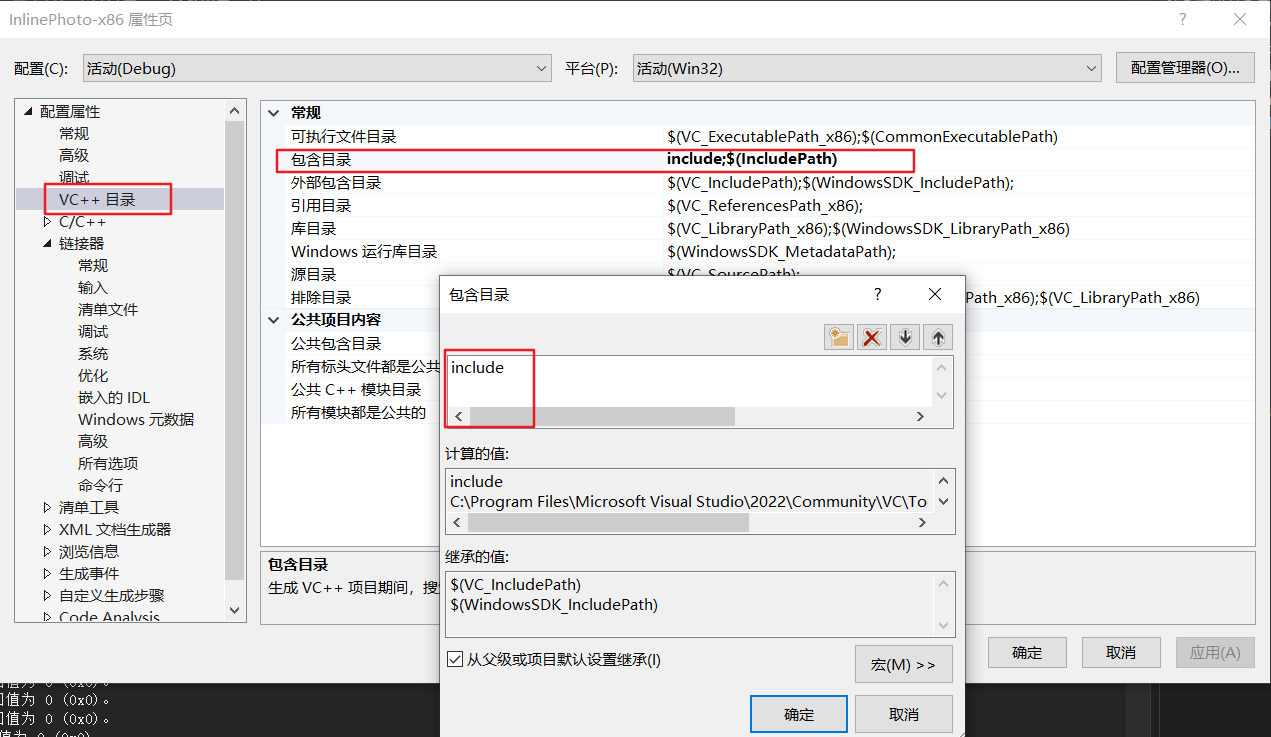 InlinePhoto-x86 属性页
配置(C): 活动(Debug) 平台(P): 活动(Win32) 配置管理器(O)...
配置属性
常规
高级
调试
VC++ 目录
C/C++
链接器
常规
输入
清单文件
调试
系统
优化
嵌入的 IDL
Windows 元数据
高级
所有选项
命令行
清单工具
XML 文档生成器
浏览信息
生成事件
自定义生成步骤
Code Analysis
常规
可执行文件目录 $(VC_ExecutablePath_x86);$(CommonExecutablePath)
包含目录 include;$(IncludePath)
外部包含目录 $(VC_IncludePath);$(WindowsSDK_IncludePath);
引用目录 $(VC_ReferencesPath_x86);
库目录 $(VC_LibraryPath_x86);$(WindowsSDK_LibraryPath_x86)
Windows 运行库目录 $(WindowsSDK_MetadataPath);
源目录 $(VC_SourcePath);
排除目录 Path_x86);$(VC_LibraryPath_x86)
公共项目内容
公共包含目录
所有标头文件都是公共
公共 C++ 模块目录
所有模块都是公共的
包含目录
生成 VC++ 项目期间，搜
包含目录
?
include
计算的值:
include
C:\Program Files\Microsoft Visual Studio\2022\Community\VC\To
继承的值:
$(VC_IncludePath)
$(WindowsSDK_IncludePath)
从父级或项目默认设置继承(I)
宏(M) >>
确定 取消
确定 取消 应用(A)
值为 0 (0x0)。
值为 0 (0x0)。
值为 0 (0x0)。
值为 0 (0x0)